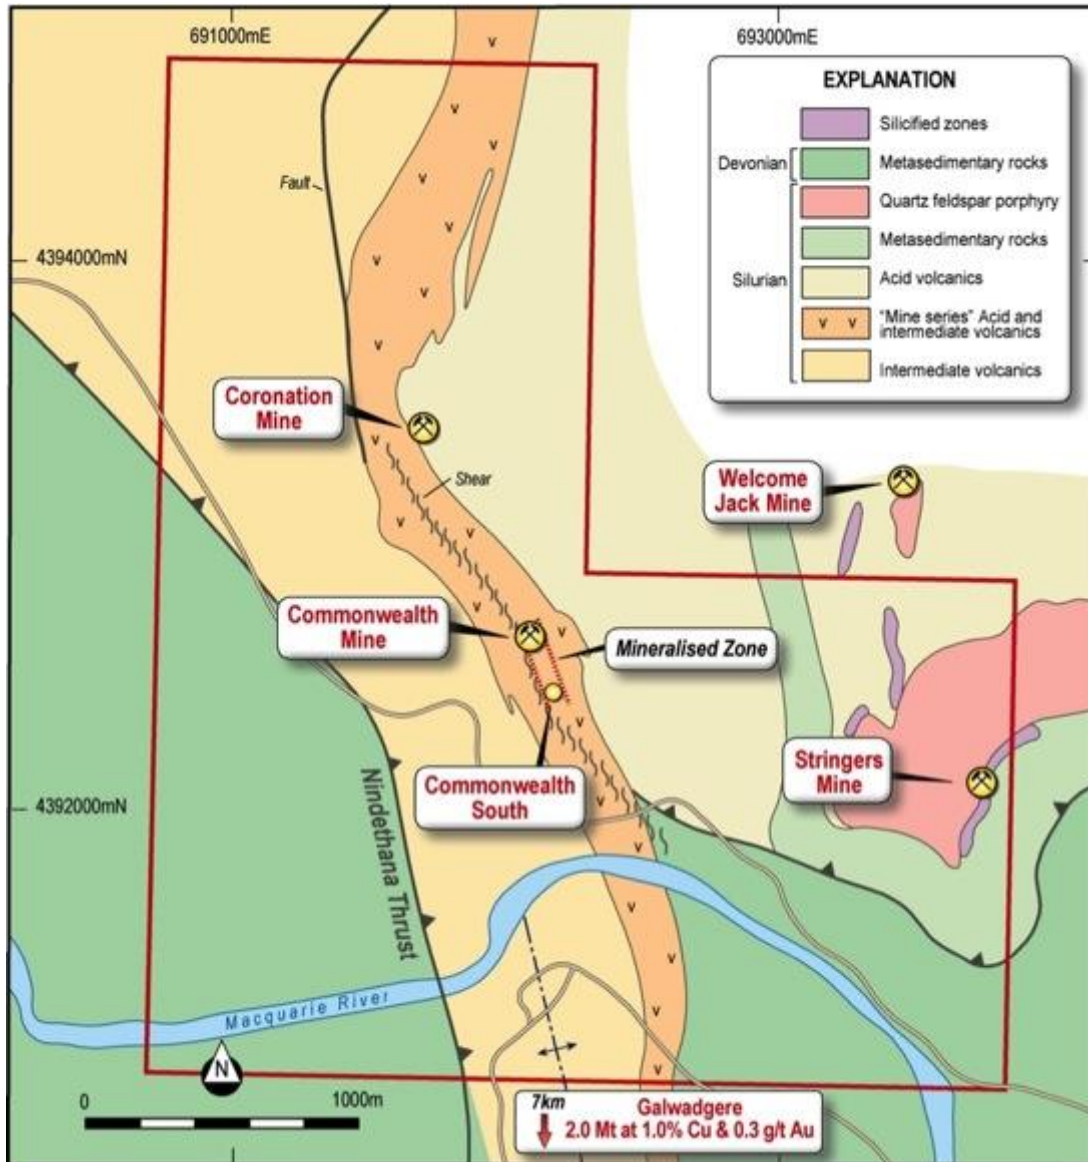 691000mE
693000mE
EXPLANATION
Silicified zones
Devonian
Metasedimentary rocks
Quartz feldspar porphyry
Metasedimentary rocks
Silurian
Acid volcanics
v v
"Mine series" Acid and
intermediate volcanics
Intermediate volcanics
Fault
4394000mN
Coronation
Mine
Shear
Welcome
Jack Mine
Commonwealth
Mine
Mineralised Zone
Stringers
Mine
Commonwealth
South
4392000mN
Nindethana Thrust
Macquarie River
N
0
1000m
7km
Galwadgere
2.0 Mt at 1.0% Cu & 0.3 g/t Au